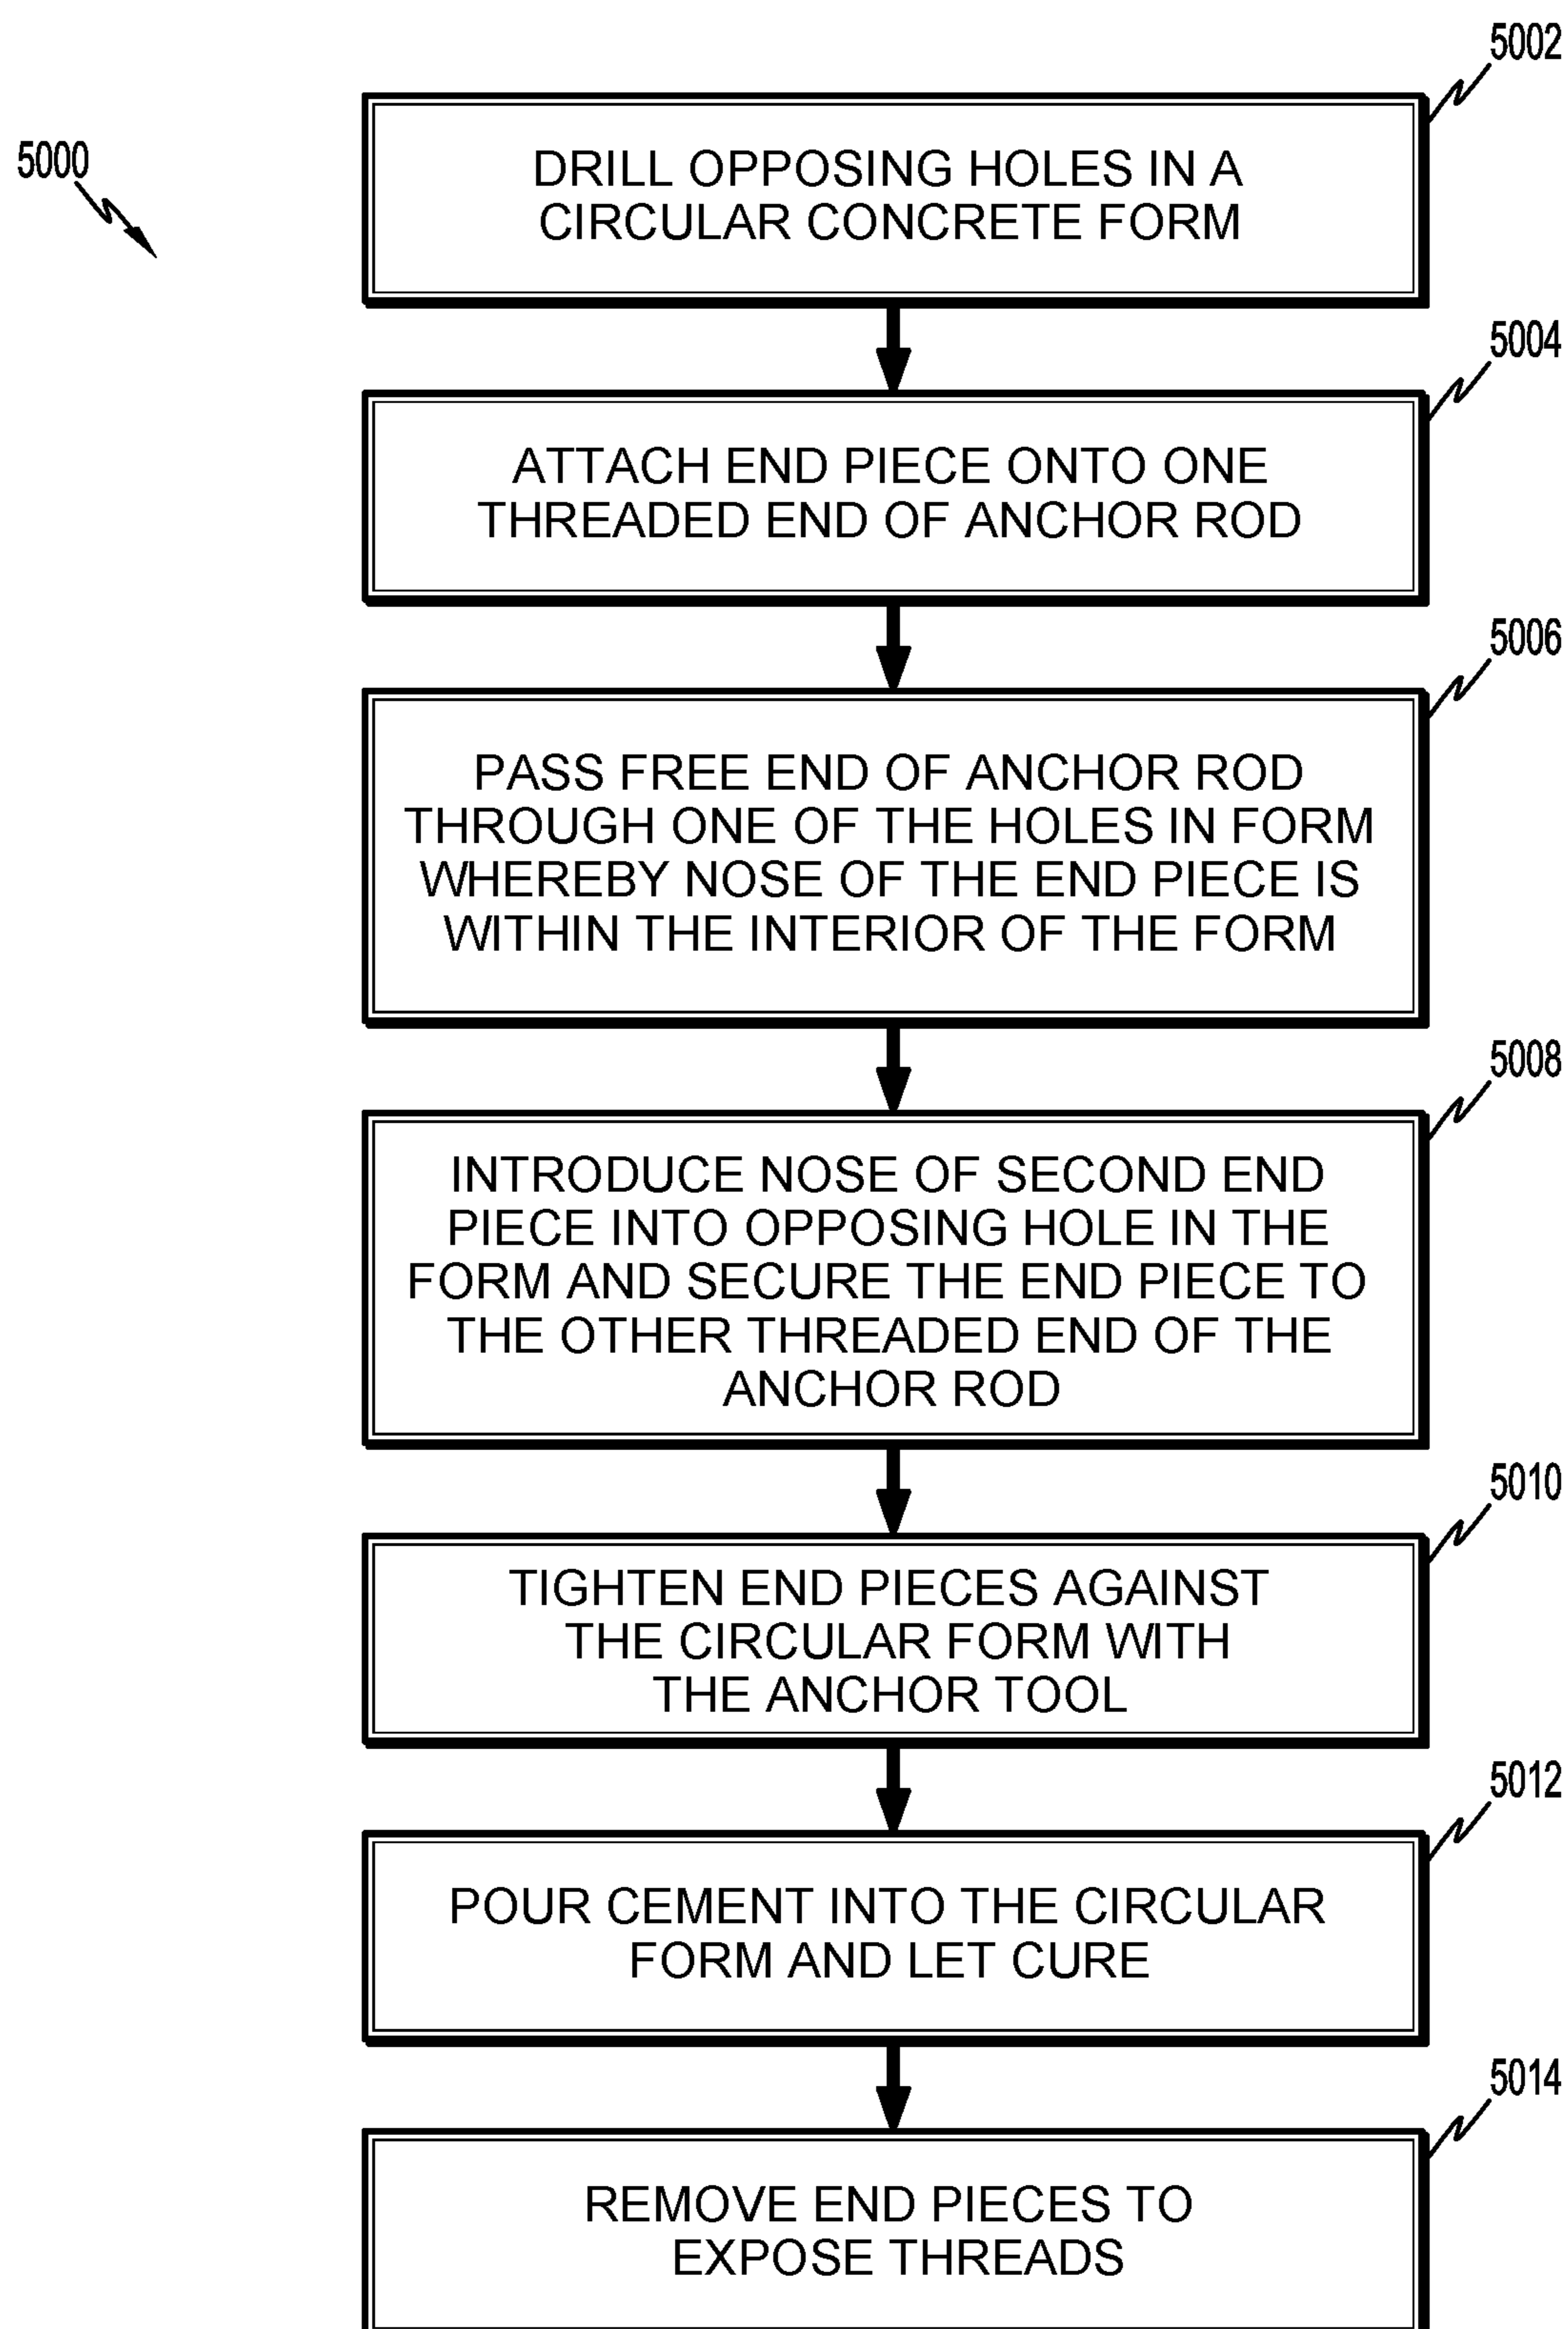 5002
5000
DRILL OPPOSING HOLES IN A
CIRCULAR CONCRETE FORM
5004
ATTACH END PIECE ONTO ONE
THREADED END OF ANCHOR ROD
5006
PASS FREE END OF ANCHOR ROD
THROUGH ONE OF THE HOLES IN FORM
WHEREBY NOSE OF THE END PIECE IS
WITHIN THE INTERIOR OF THE FORM
5008
INTRODUCE NOSE OF SECOND END
PIECE INTO OPPOSING HOLE IN THE
FORM AND SECURE THE END PIECE TO
THE OTHER THREADED END OF THE
ANCHOR ROD
5010
TIGHTEN END PIECES AGAINST
THE CIRCULAR FORM WITH
THE ANCHOR TOOL
5012
POUR CEMENT INTO THE CIRCULAR
FORM AND LET CURE
5014
REMOVE END PIECES TO
EXPOSE THREADS